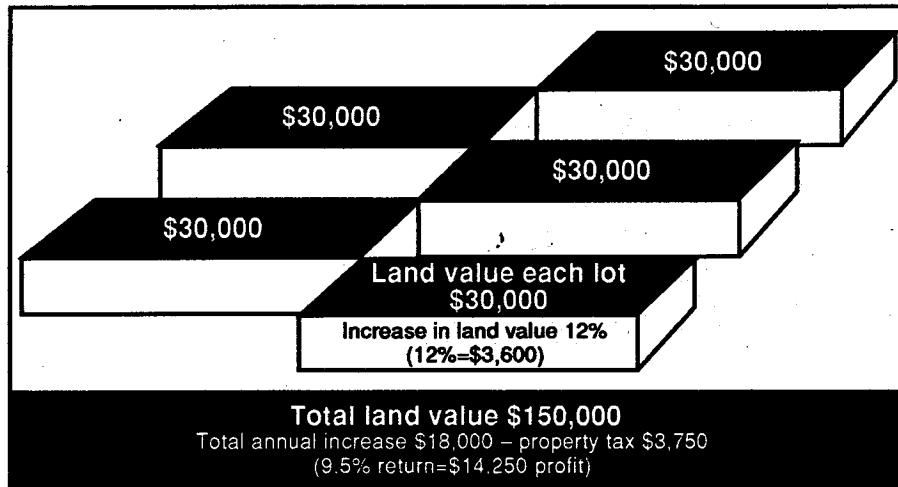 $30,000
$30,000
$30,000
$30,000
Land value each lot
$30,000
Increase in land value 12%
(12%=$3,600)
Total land value $150,000
Total annual increase $18,000 – property tax $3,750
(9.5% return=$14,250 profit)